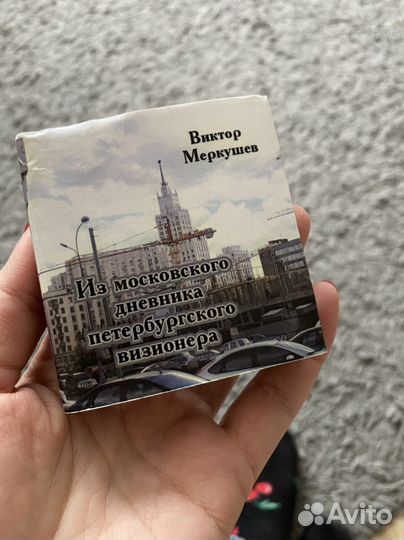 Виктор
Меркушев
Из московского
дневника
петербургского
визионера
Avito